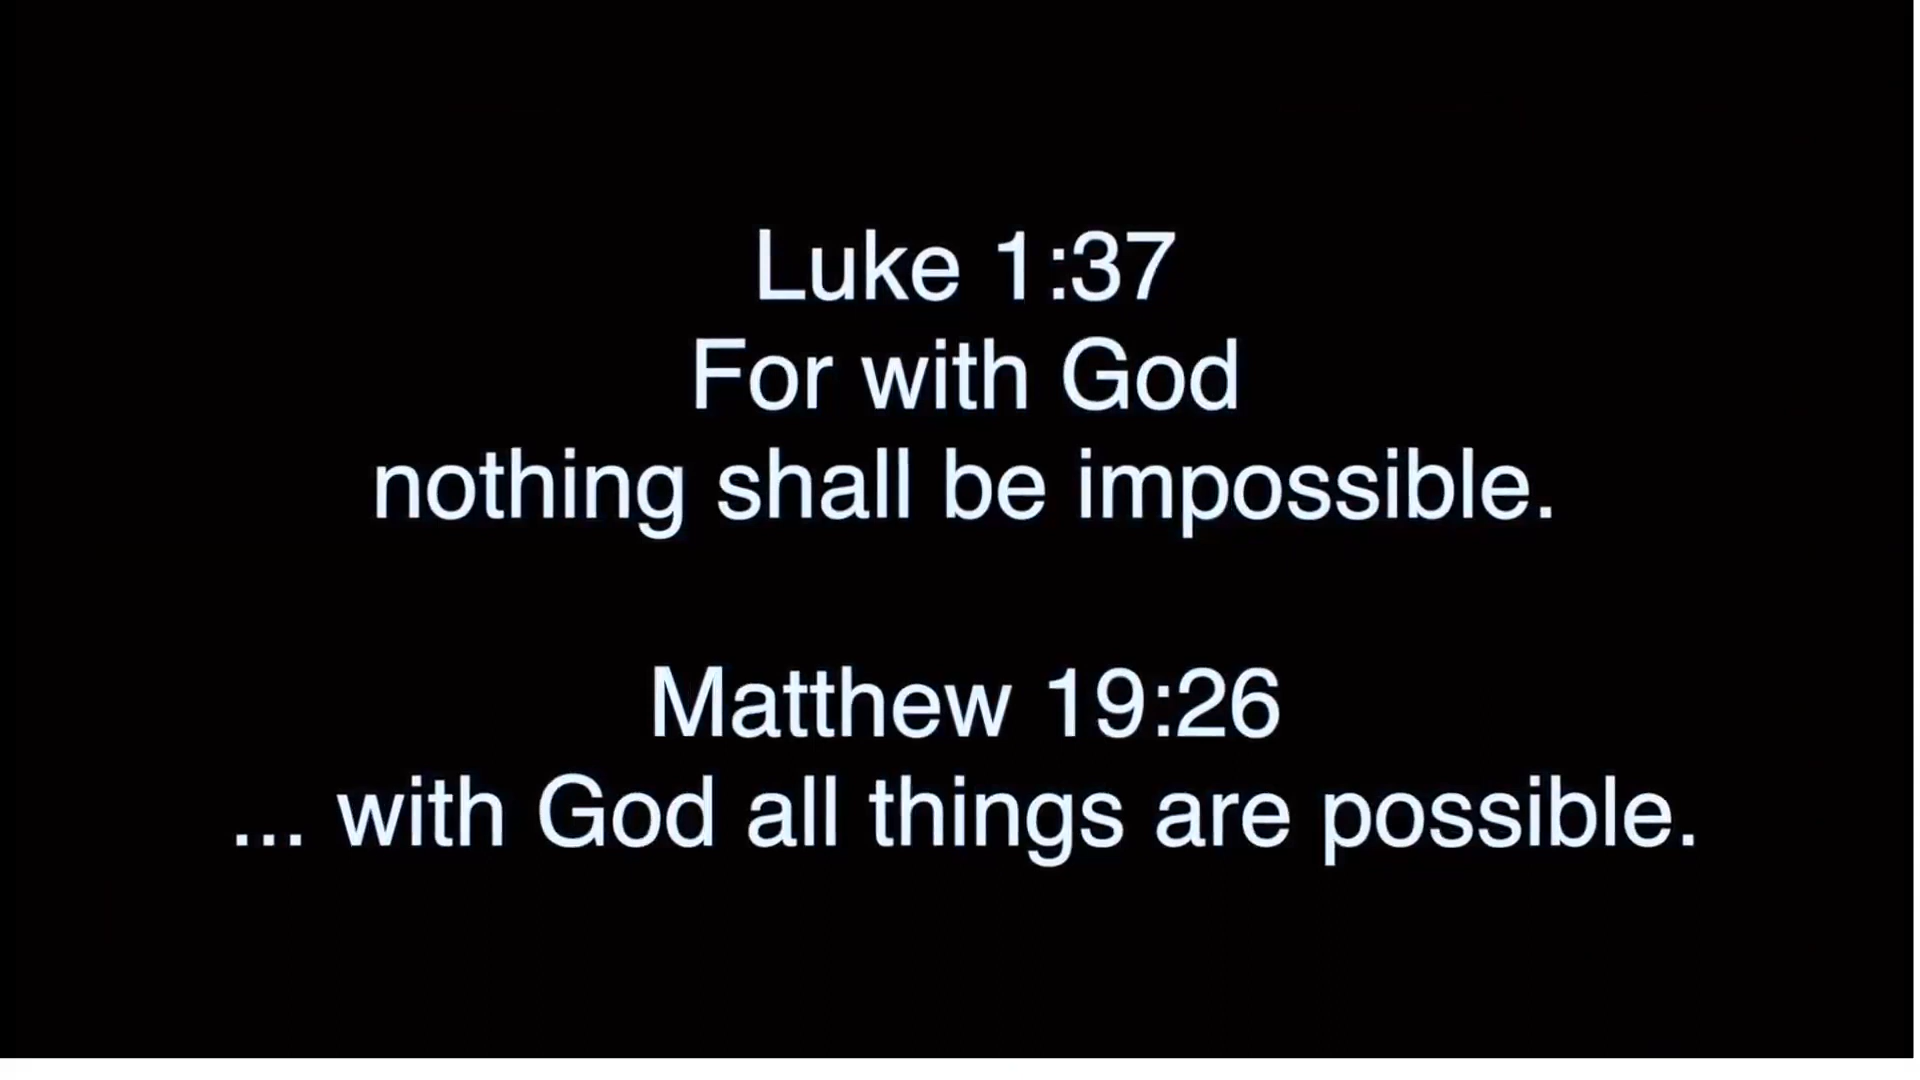 Luke 1:37
For with God
nothing shall be impossible.
Matthew 19:26
... with God all things are possible.